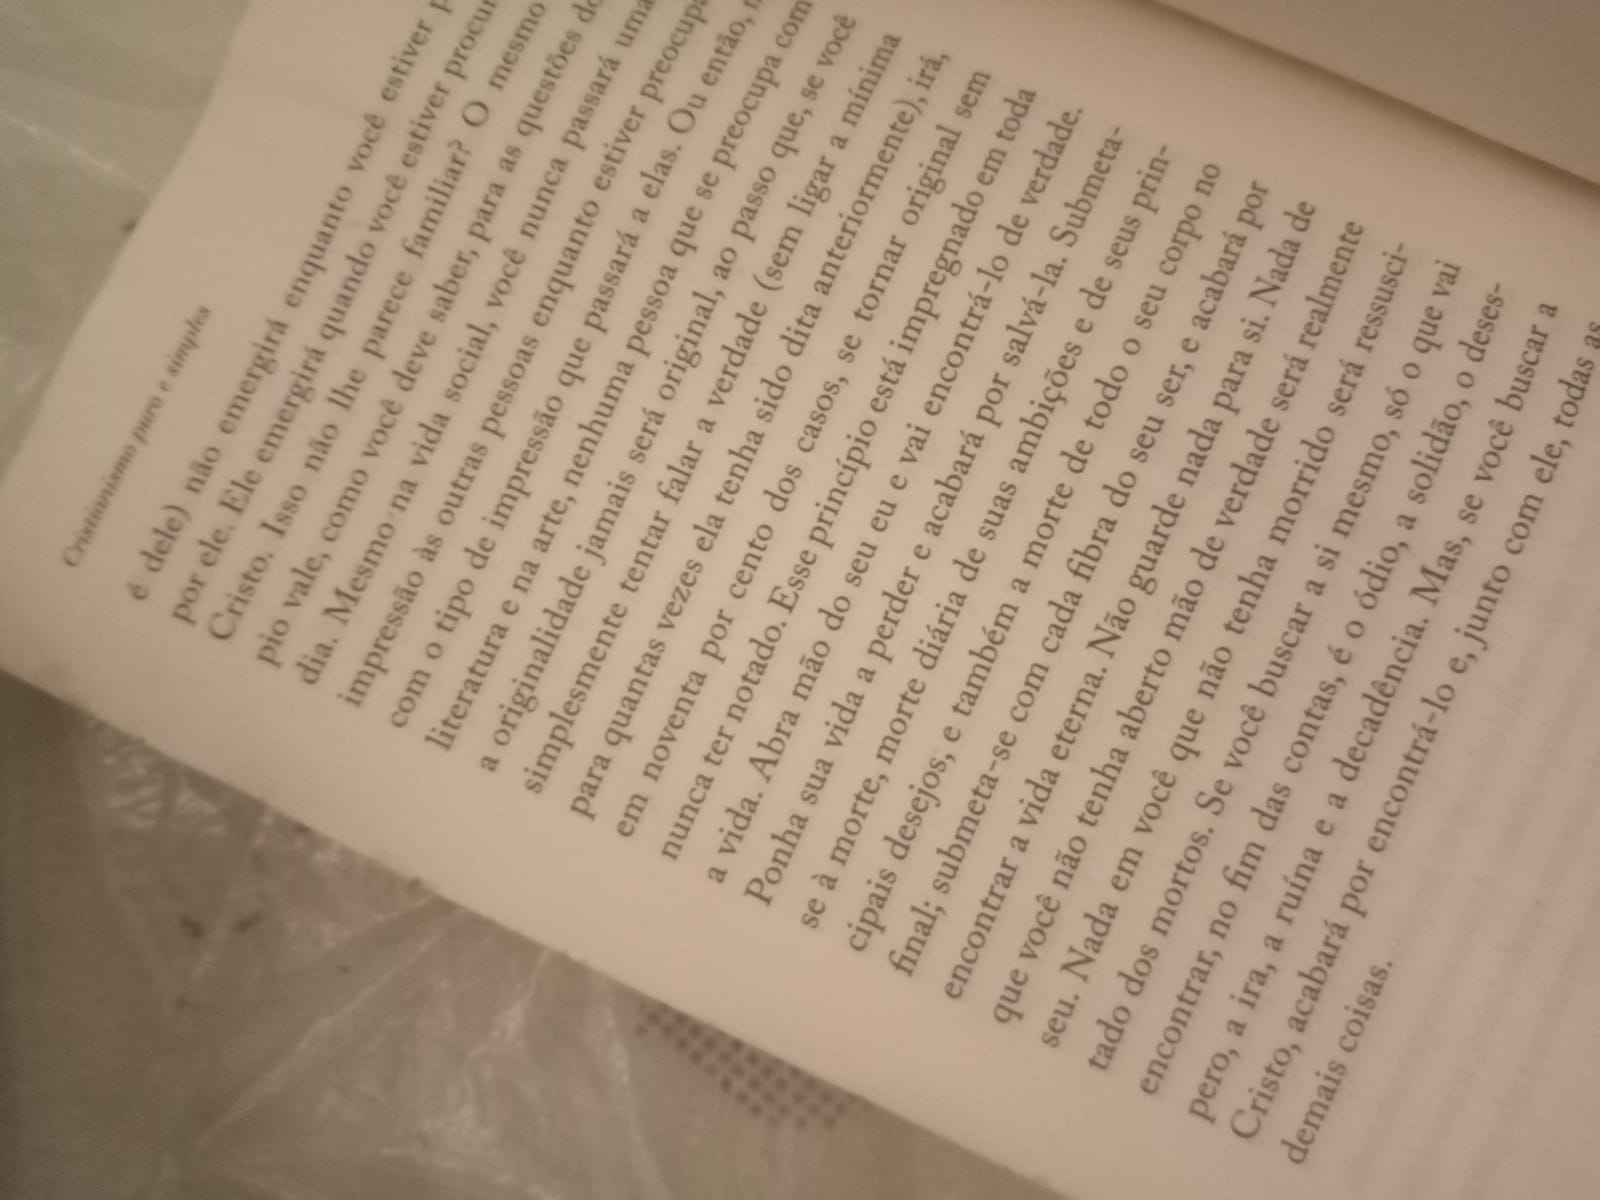 Cristianismo puro e simples
é dele) não emergirá enquanto você estiver
por ele. Ele emergirá quando você estiver
Cristo. Isso não lhe parece familiar? O mesmo
pio vale, como você deve saber, para as questões
dia. Mesmo na vida social, você nunca passará uma
impressão às outras pessoas enquanto estiver
com o tipo de impressão que passará a elas. Ou então,
literatura e na arte, nenhuma pessoa que se preocupa com
a originalidade jamais será original, ao passo que, se você
simplesmente tentar falar a verdade (sem ligar a mínima
para quantas vezes ela tenha sido dita anteriormente), irá,
em noventa por cento dos casos, se tornar original sem
nunca ter notado. Esse princípio está impregnado em toda
a vida. Abra mão do seu eu e vai encontrá-lo de verdade.
Ponha sua vida a perder e acabará por salvá-la. Submeta-
se à morte, morte diária de suas ambições e de seus prin-
cipais desejos, e também a morte de todo o seu corpo no
final; submeta-se com cada fibra do seu ser, e acabará por
encontrar a vida eterna. Não guarde nada para si. Nada de
que você não tenha aberto mão de verdade será realmente
seu. Nada em você que não tenha morrido será ressusci-
tado dos mortos. Se você buscar a si mesmo, só o que vai
encontrar, no fim das contas, é o ódio, a solidão, o deses-
pero, a ira, a ruína e a decadência. Mas, se você buscar a
Cristo, acabará por encontrá-lo e, junto com ele, todas as
demais coisas.